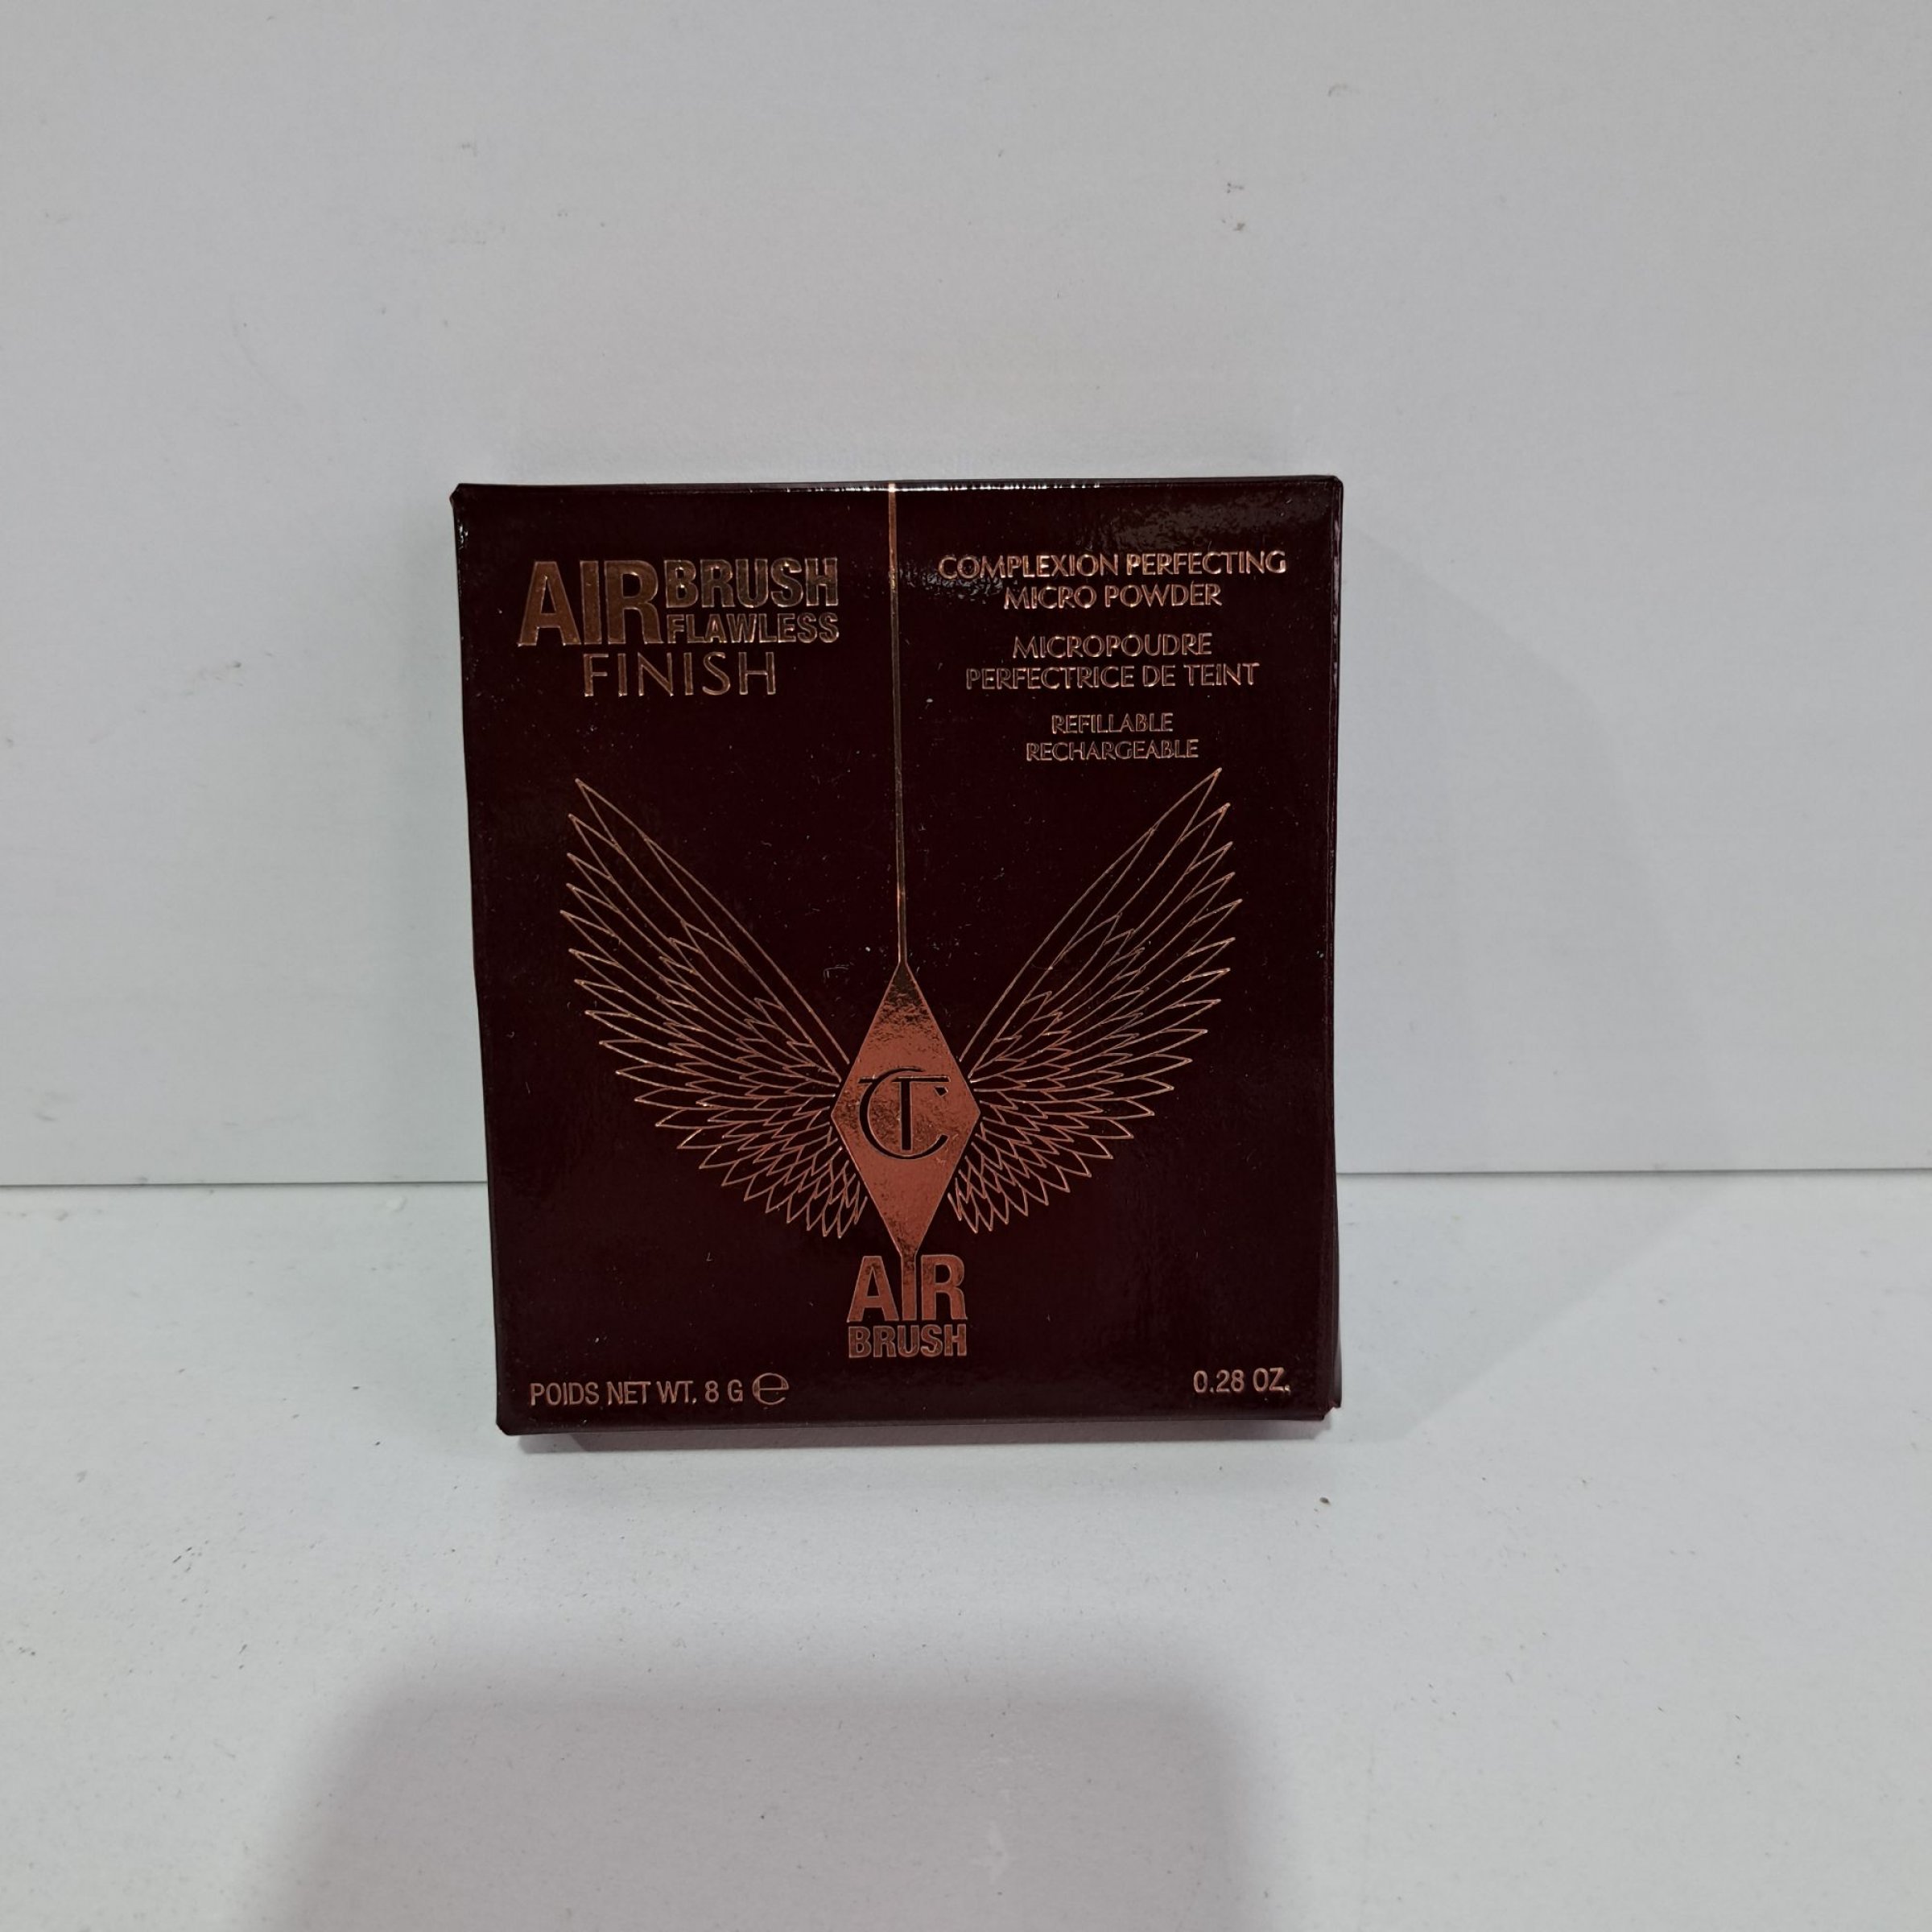 AIRBRUSH
FLAWLESS
FINISH
COMPLEXION PERFECTING
MICRO POWDER
MICROPOUDRE
PERFECTRICE DE TEINT
REFILLABLE
RECHARGEABLE
CT
AIR
BRUSH
POIDS NET WT. 8 G ℮
0.28 OZ.